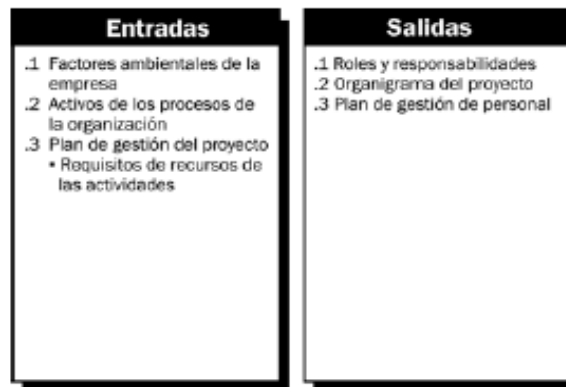 Entradas
.1 Factores ambientales de la
empresa
.2 Activos de los procesos de
la organización
.3 Plan de gestión del proyecto
• Requisitos de recursos de
las actividades
Salidas
.1 Roles y responsabilidades
.2 Organigrama del proyecto
.3 Plan de gestión de personal